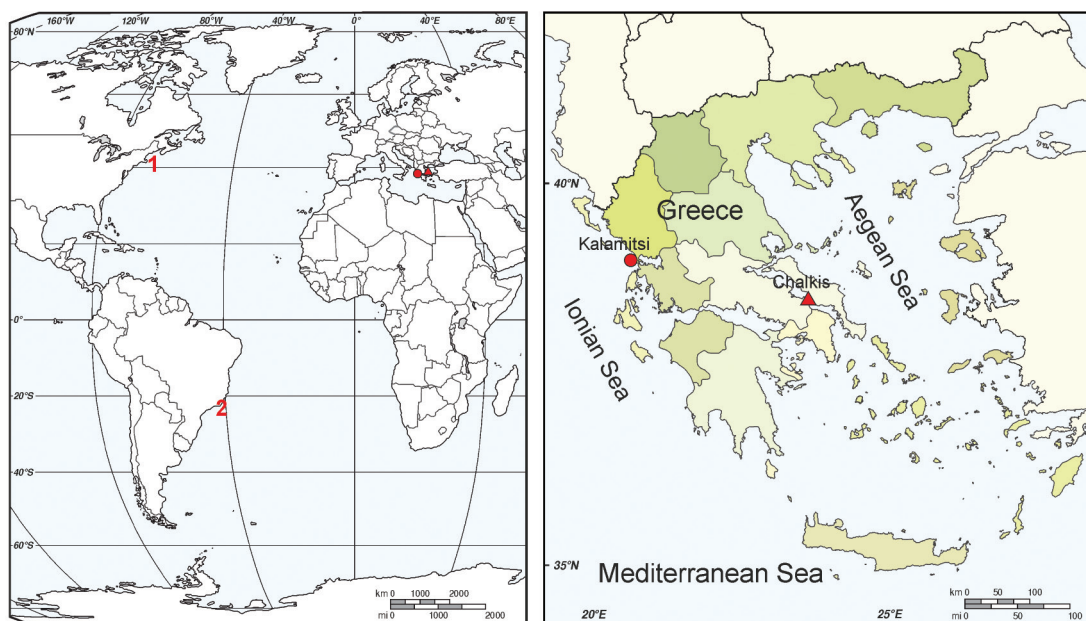 160°W 120°W 80°W 40°W 0° 40°E 80°E
80°N
1
0°
20°S
2
40°S
60°S
km 0 1000 2000
mi 0 1000 2000
40°N
Greece
Kalamitsi
Aegean Sea
Chalkis
Ionian Sea
35°N
Mediterranean Sea
20°E
25°E
km 0 50 100
mi 0 50 100